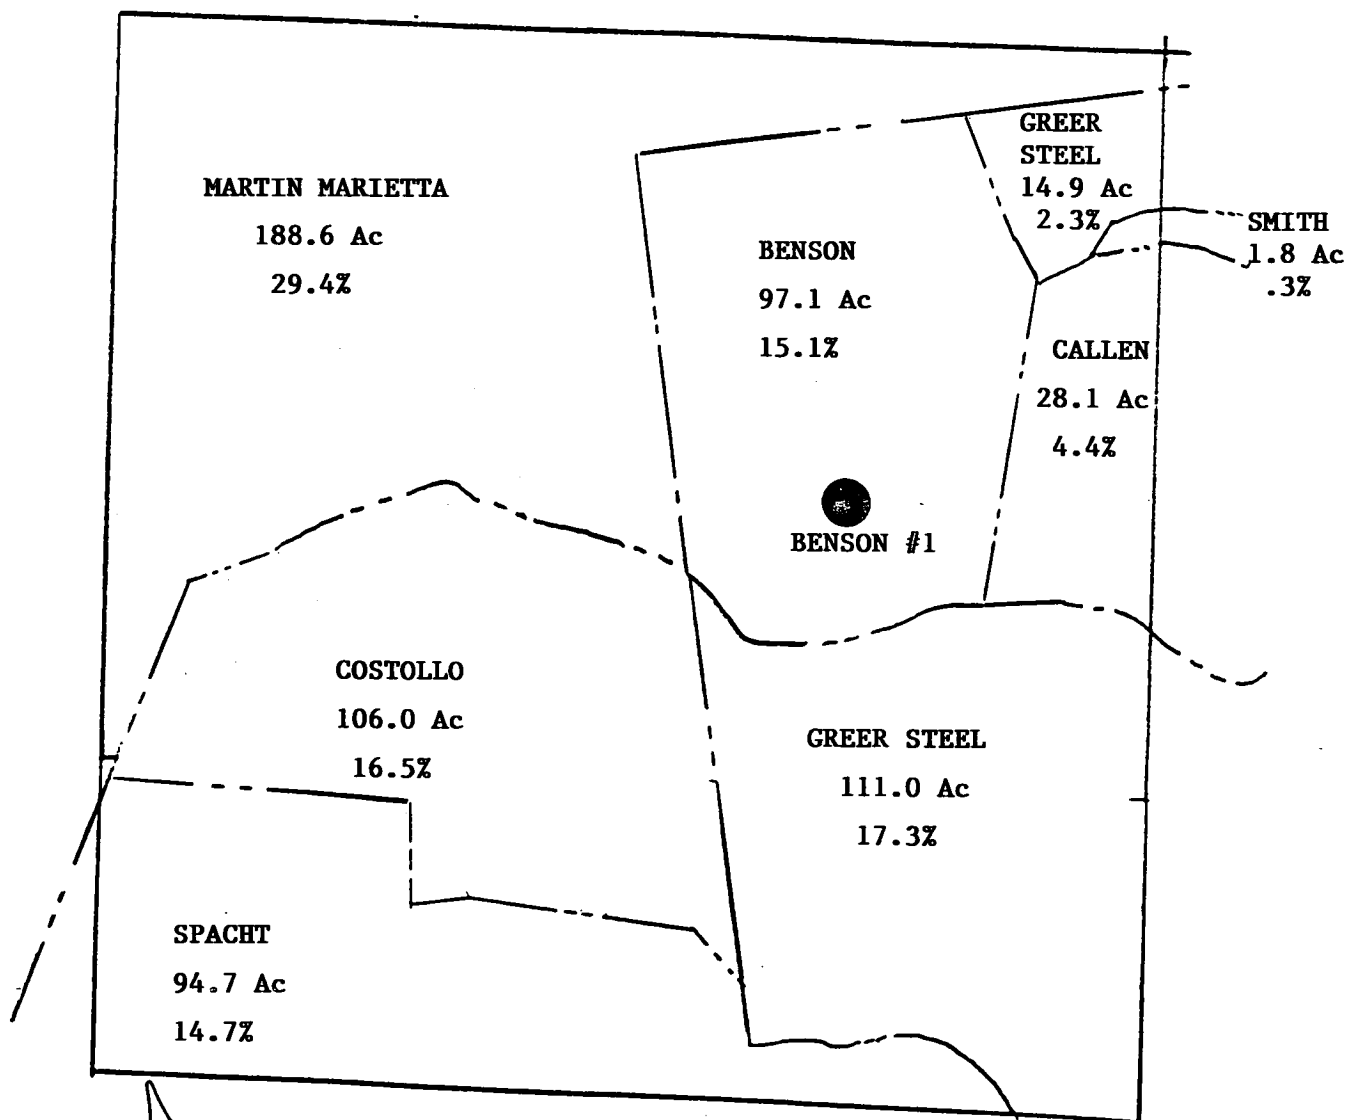 MARTIN MARIETTA
188.6 Ac
29.4%
BENSON
97.1 Ac
15.1%
GREER
STEEL
14.9 Ac
2.3%
SMITH
1.8 Ac
.3%
CALLEN
28.1 Ac
4.4%
BENSON #1
COSTOLLO
106.0 Ac
16.5%
GREER STEEL
111.0 Ac
17.3%
SPACHT
94.7 Ac
14.7%